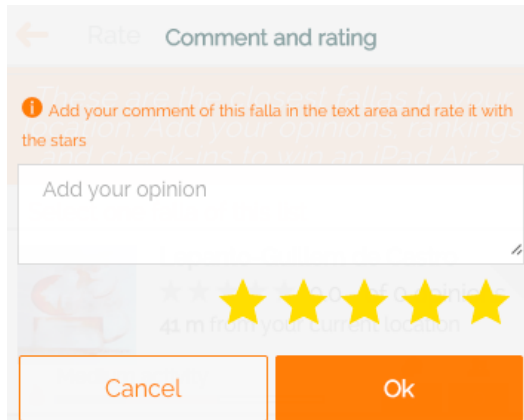 Rate
Comment and rating
Add your comment of this falla in the text area and rate it with
the stars
Add your opinion
41 m from your current location
Cancel
Ok